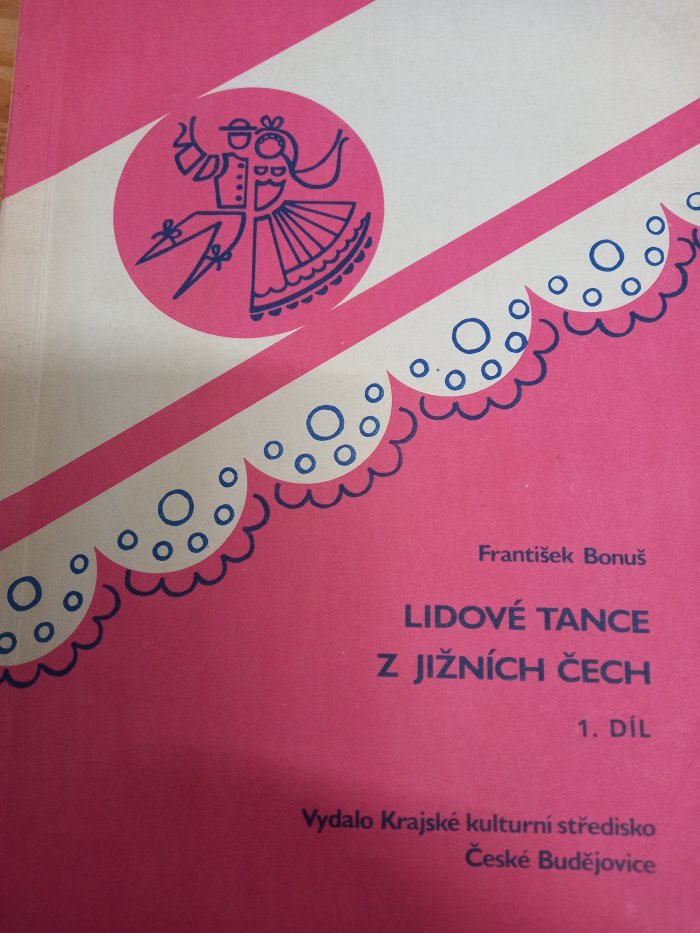 František Bonuš
LIDOVÉ TANCE
Z JIŽNÍCH ČECH
1. DÍL
Vydalo Krajské kulturní středisko
České Budějovice